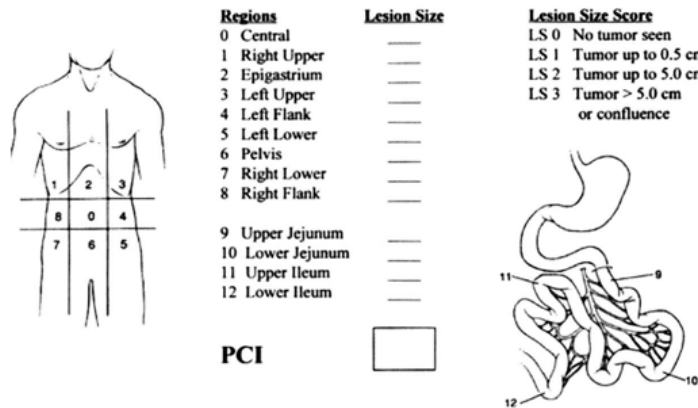 Regions Lesion Size
0 Central
1 Right Upper
2 Epigastrium
3 Left Upper
4 Left Flank
5 Left Lower
6 Pelvis
7 Right Lower
8 Right Flank
9 Upper Jejunum
10 Lower Jejunum
11 Upper Ileum
12 Lower Ileum
PCI
Lesion Size Score
LS 0 No tumor seen
LS 1 Tumor up to 0.5 cm
LS 2 Tumor up to 5.0 cm
LS 3 Tumor > 5.0 cm
or confluence
1 2 3
8 0 4
7 6 5
11 9
12 10